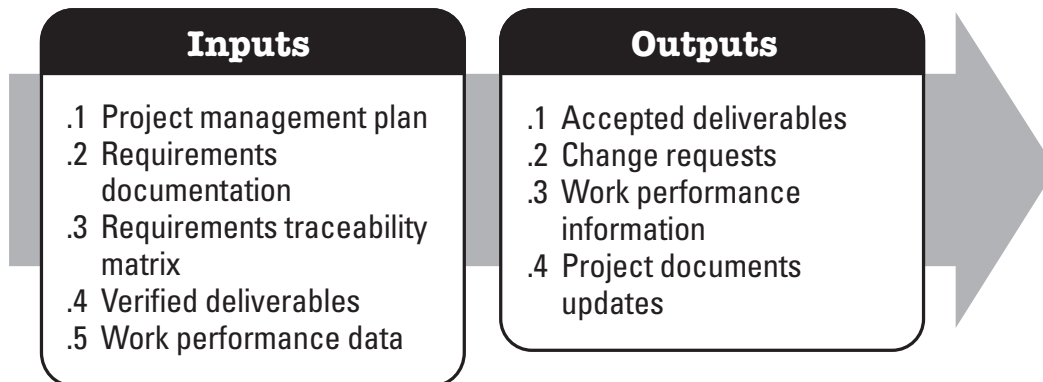 Inputs
.1 Project management plan
.2 Requirements
documentation
.3 Requirements traceability
matrix
.4 Verified deliverables
.5 Work performance data
Outputs
.1 Accepted deliverables
.2 Change requests
.3 Work performance
information
.4 Project documents
updates